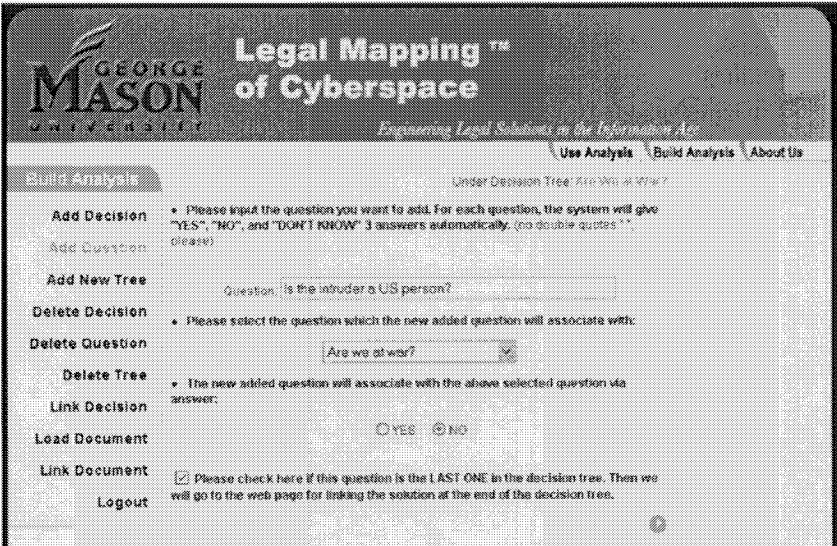 GEORGE
MASON
UNIVERSITY
Legal Mapping ™
of Cyberspace
Engineering Legal Solutions in the Information Age
Use Analysis
Build Analysis
About Us
Build Analysis
Under Decision Tree: Are We at War?
Add Decision
Add Question
Add New Tree
Delete Decision
Delete Question
Delete Tree
Link Decision
Load Document
Link Document
Logout
• Please input the question you want to add. For each question, the system will give
"YES", "NO", and "DON'T KNOW" 3 answers automatically. (no double quotes " ",
please)
Question: Is the intruder a US person?
• Please select the question which the new added question will associate with:
Are we at war?
• The new added question will associate with the above selected question via
answer:
YES NO
Please check here if this question is the LAST ONE in the decision tree. Then we
will go to the web page for linking the solution at the end of the decision tree.